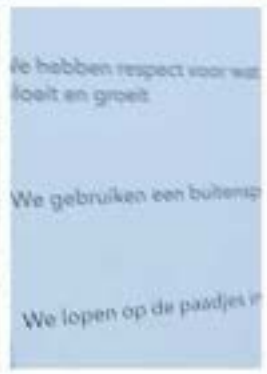 We hebben respect voor wat
bloeit en groeit
We gebruiken een buitensp
We lopen op de paadjes i